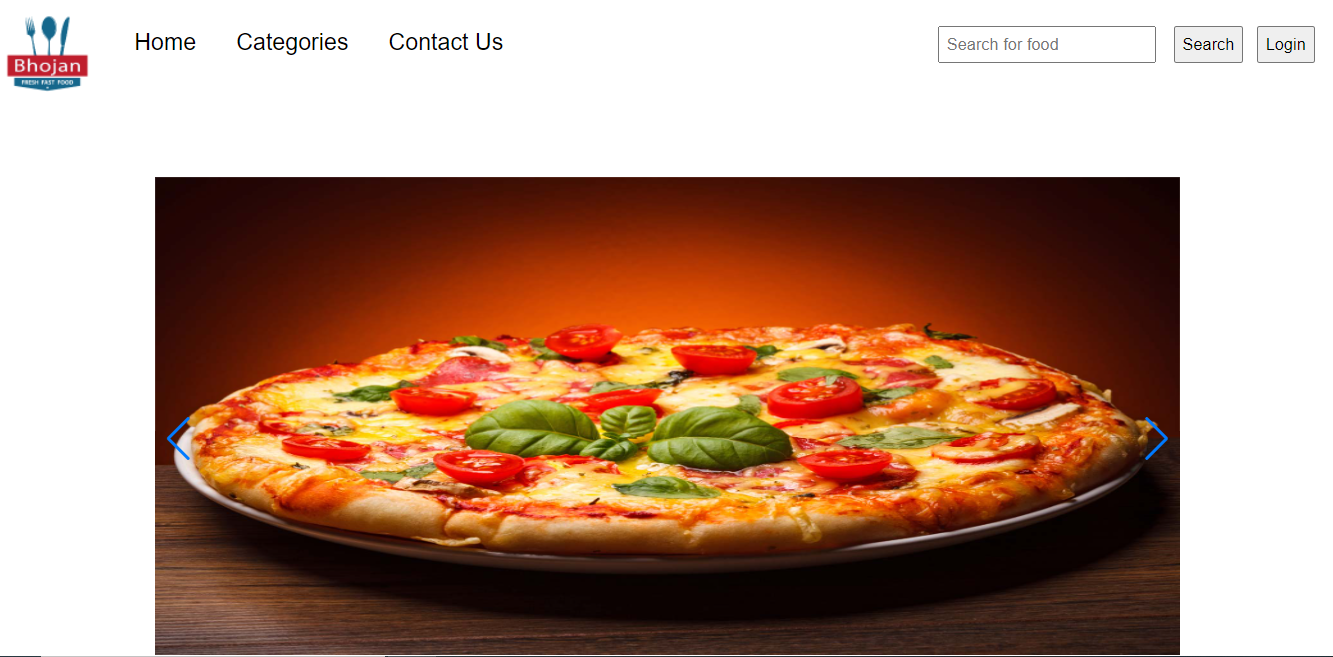 Bhojan
FRESH FAST FOOD
Home
Categories
Contact Us
Search for food
Search
Login